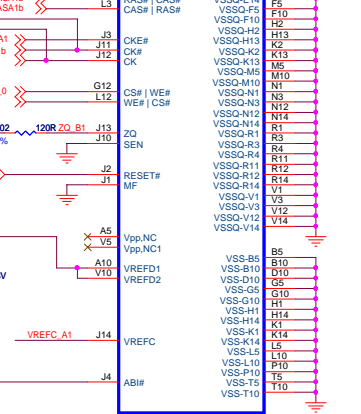 RAS# | CAS#
ASA1b L3 CAS# | RAS# VSSQ-F5 F5
VSSQ-F10 F10
VSSQ-H2 H2
A1 J3 CKE# VSSQ-H13 H13
b J11 CK# VSSQ-K2 K2
J12 CK VSSQ-K13 K13
VSSQ-M5 M5
VSSQ-M10 M10
_0 G12 CS# | WE# VSSQ-N1 N1
L12 WE# | CS# VSSQ-N3 N3
VSSQ-N12 N12
VSSQ-N14 N14
02 120R ZQ_B1 J13 ZQ VSSQ-R1 R1
% J10 SEN VSSQ-R3 R3
VSSQ-R4 R4
VSSQ-R11 R11
J2 RESET# VSSQ-R12 R12
J1 MF VSSQ-R14 R14
VSSQ-V1 V1
VSSQ-V3 V3
VSSQ-V12 V12
VSSQ-V14 V14
A5 Vpp,NC
V5 Vpp,NC1
VSS-B5 B5
A10 VREFD1 VSS-B10 B10
V V10 VREFD2 VSS-D10 D10
VSS-G5 G5
VSS-G10 G10
VSS-H1 H1
VSS-H14 H14
VSS-K1 K1
VREFC_A1 J14 VREFC VSS-K14 K14
VSS-L5 L5
VSS-L10 L10
VSS-P10 P10
J4 ABI# VSS-T5 T5
VSS-T10 T10